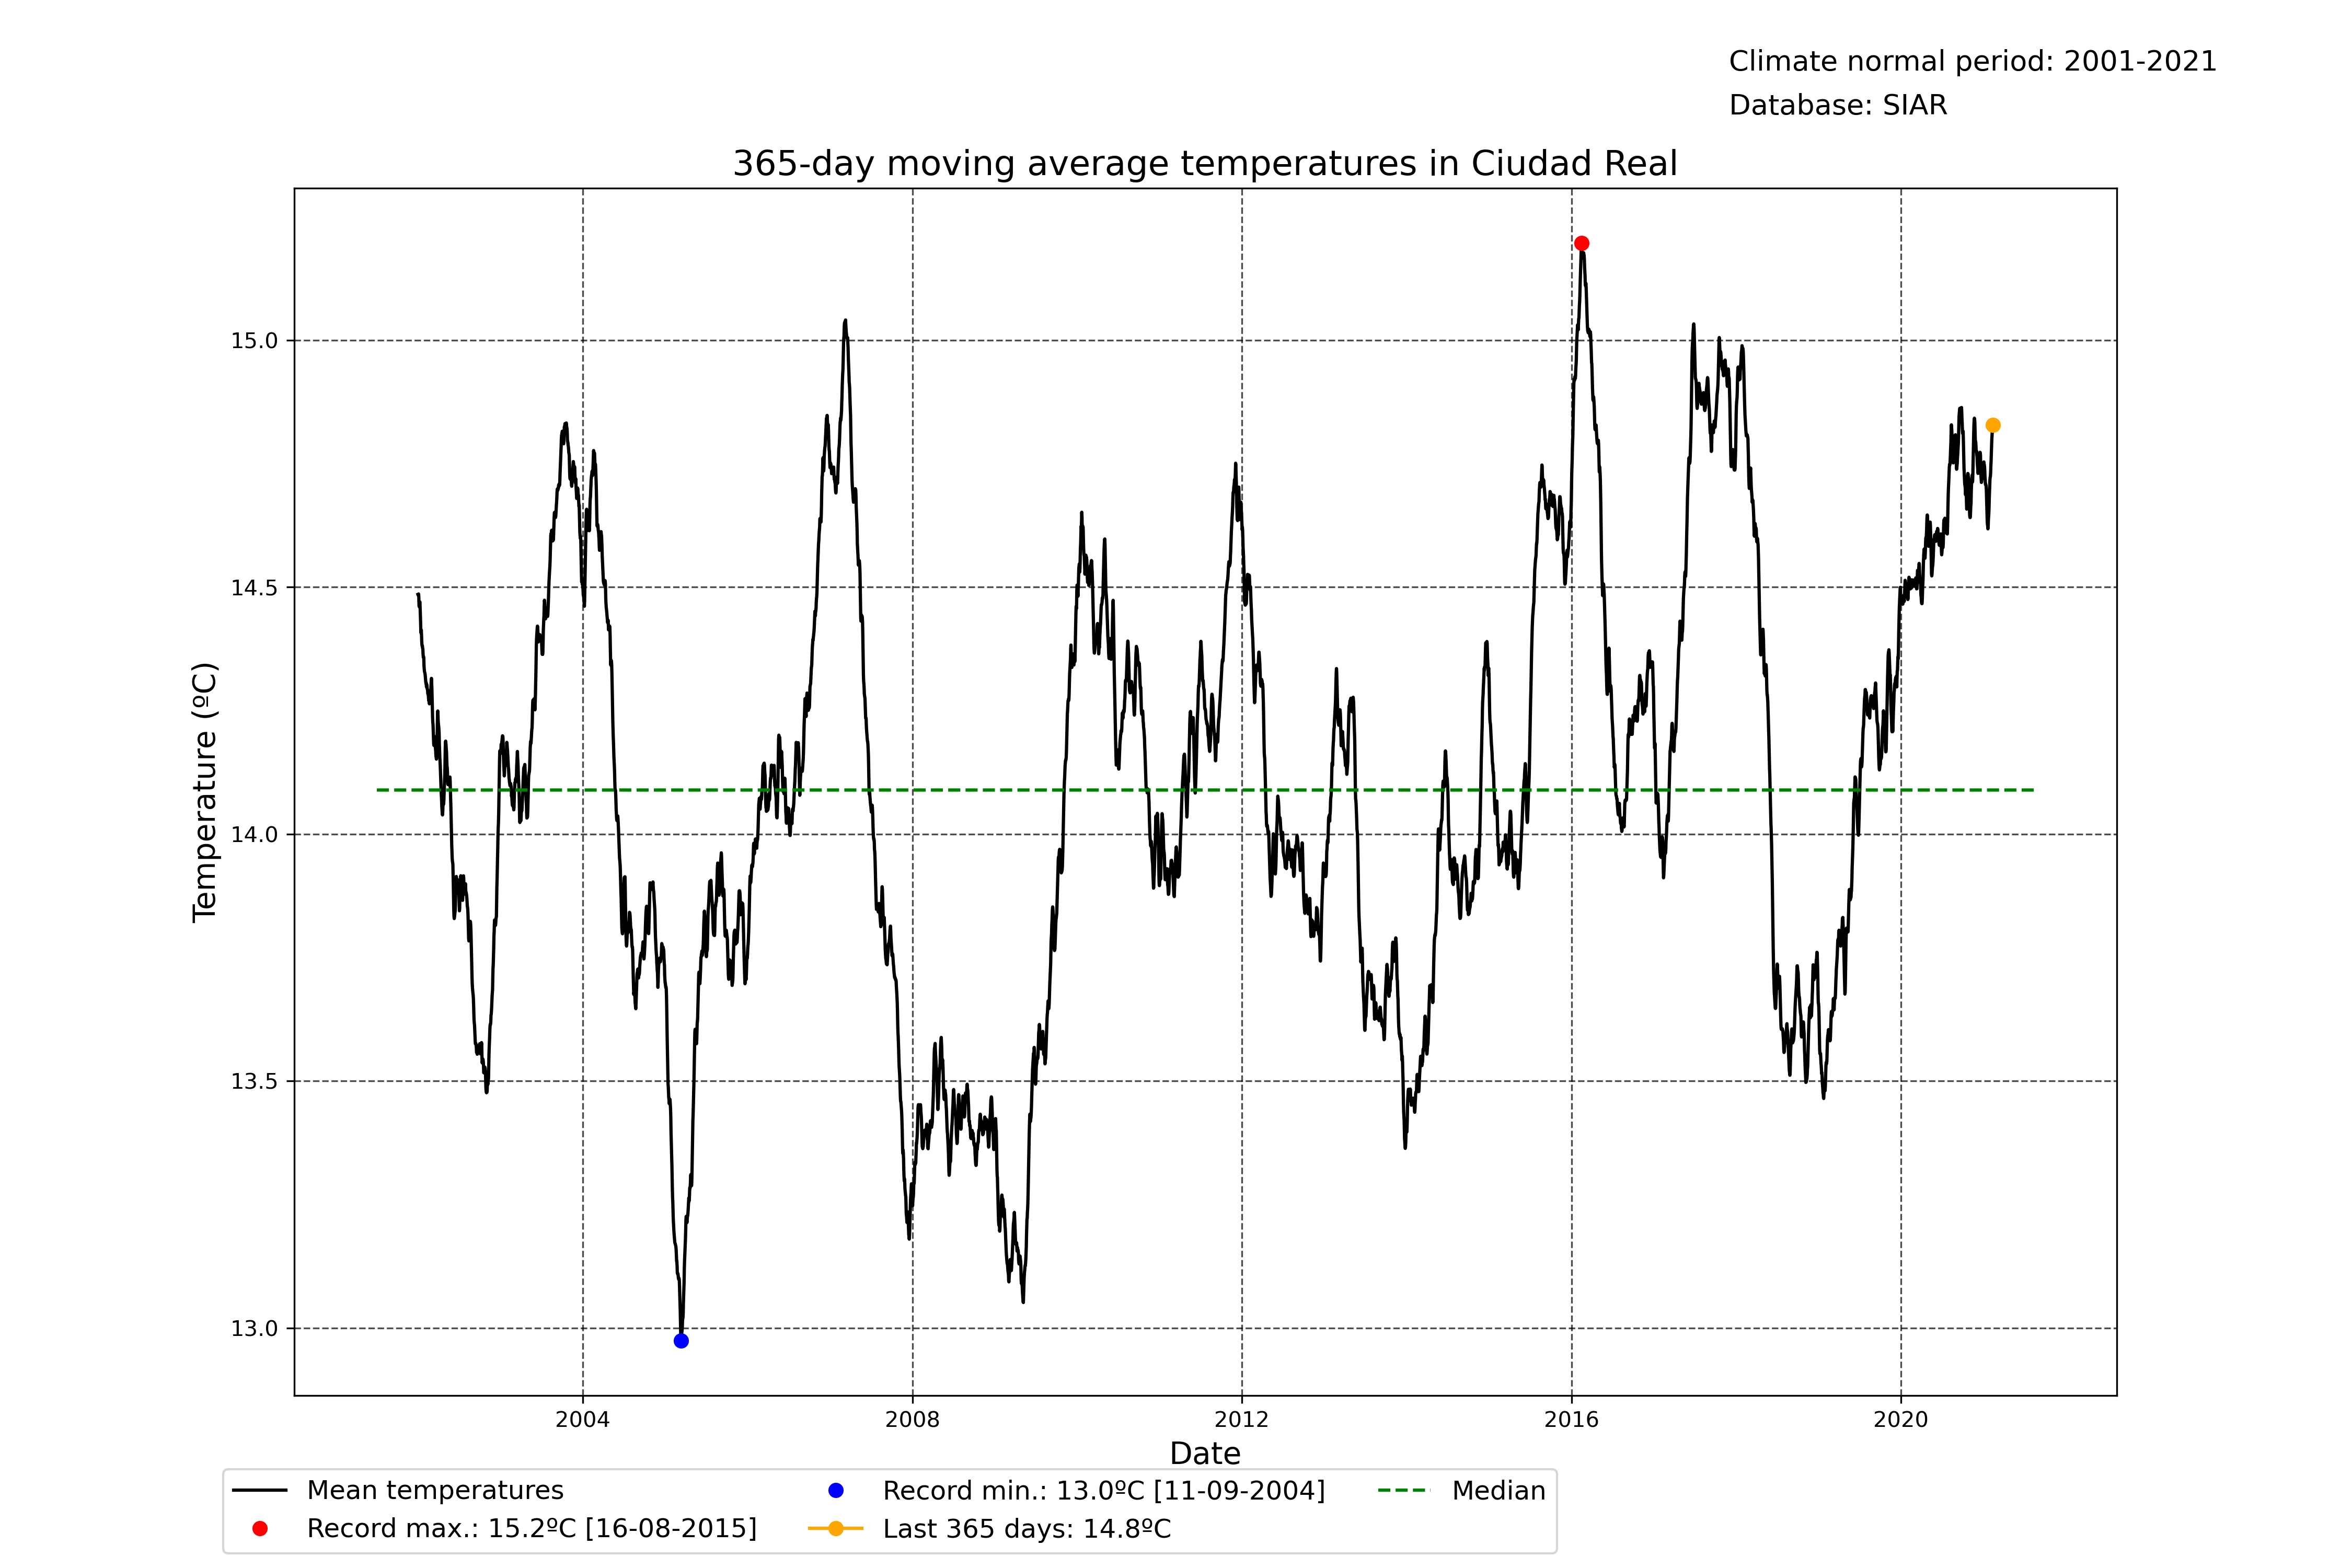 Climate normal period: 2001-2021
Database: SIAR
365-day moving average temperatures in Ciudad Real
Temperature (ºC)
15.0
14.5
14.0
13.5
13.0
2004 2008 2012 2016 2020
Date
Mean temperatures
Record max.: 15.2ºC [16-08-2015]
Record min.: 13.0ºC [11-09-2004]
Last 365 days: 14.8ºC
Median